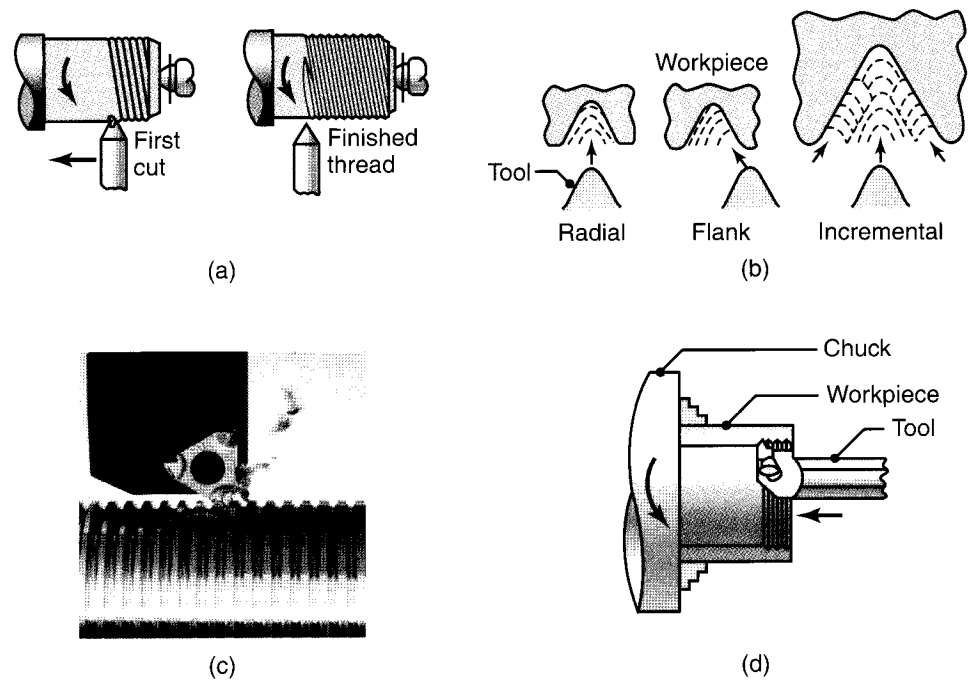 First
cut
Finished
thread
(a)
Workpiece
Tool
Radial
Flank
Incremental
(b)
(c)
Chuck
Workpiece
Tool
(d)